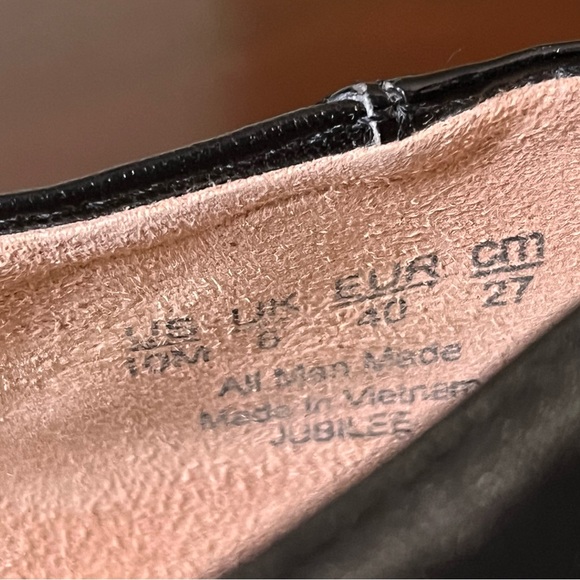 US UK EUR cm
10M 8 40 27
All Man Made
Made In Vietnam
JUBILEE